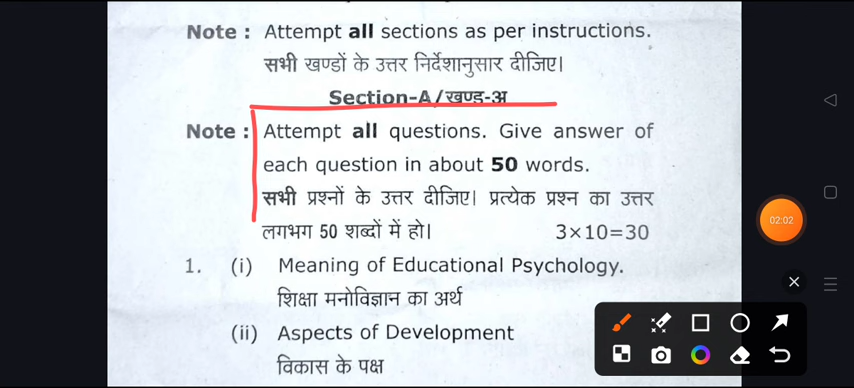 Note : Attempt all sections as per instructions.
सभी खण्डों के उत्तर निर्देशानुसार दीजिए।
Section-A/खण्ड-अ
Note : Attempt all questions. Give answer of
each question in about 50 words.
सभी प्रश्नों के उत्तर दीजिए। प्रत्येक प्रश्न का उत्तर
लगभग 50 शब्दों में हो। 3×10=30
02:02
1. (i) Meaning of Educational Psychology.
शिक्षा मनोविज्ञान का अर्थ
(ii) Aspects of Development
विकास के पक्ष